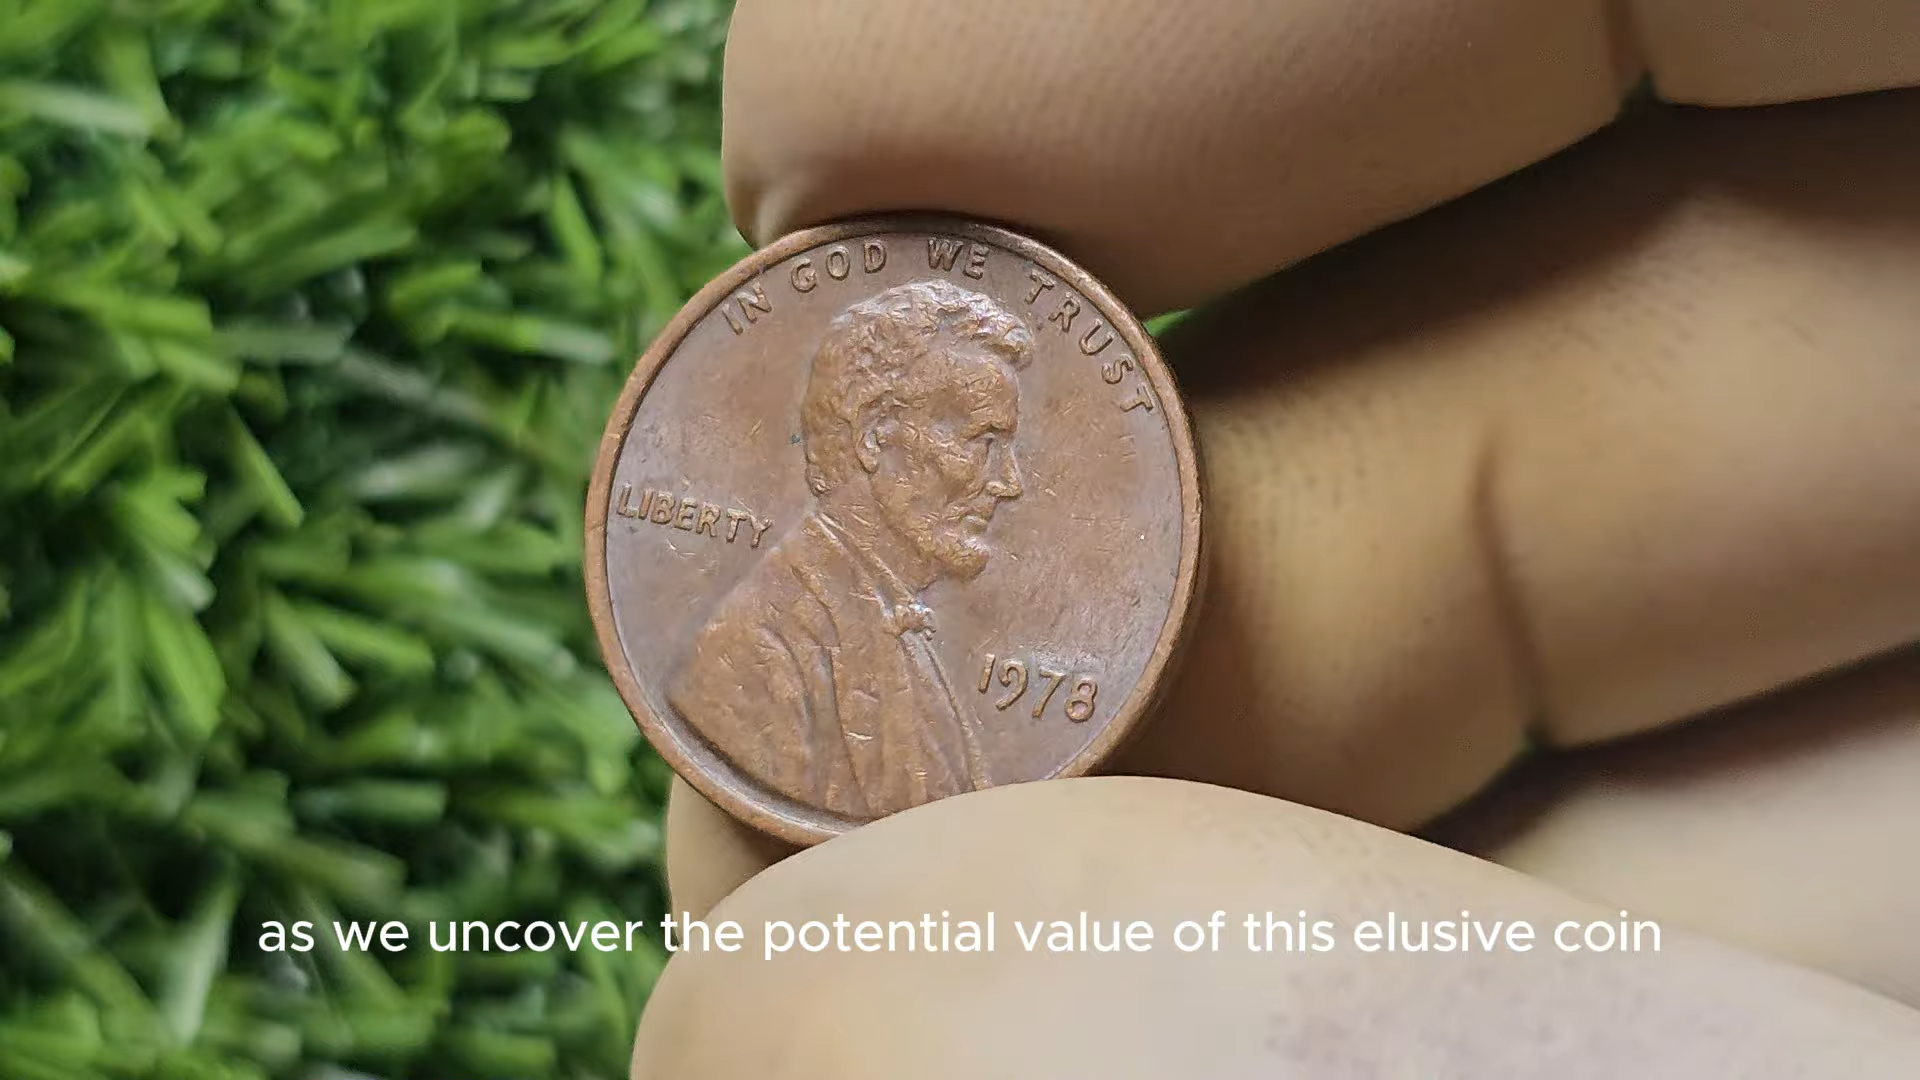 IN GOD WE TRUST
LIBERTY
1978
as we uncover the potential value of this elusive coin